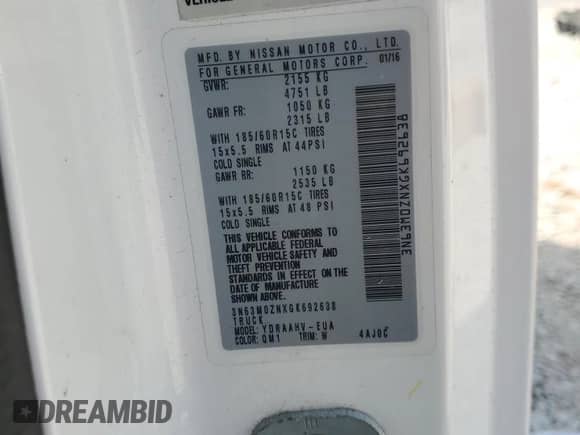 MFD. BY NISSAN MOTOR CO., LTD.
FOR GENERAL MOTORS CORP. 01/16
GVWR: 2155 KG
4751 LB
GAWR FR: 1050 KG
2315 LB
WITH 185/60R15C TIRES
15x5.5 RIMS AT 44PSI
COLD SINGLE
GAWR RR: 1150 KG
2535 LB
WITH 185/60R15C TIRES
15x5.5 RIMS AT 48 PSI
COLD SINGLE
THIS VEHICLE CONFORMS TO
ALL APPLICABLE FEDERAL
MOTOR VEHICLE SAFETY AND
THEFT PREVENTION
STANDARDS IN EFFECT ON THE
DATE OF MANUFACTURE
SHOWN ABOVE.
3N63M0ZNXGK692638
TRUCK
MODEL: YDRAAHV-EUA
COLOR: QM1 TRIM: W 4AJ0C
3N63M0ZNXGK692638
DREAMBID